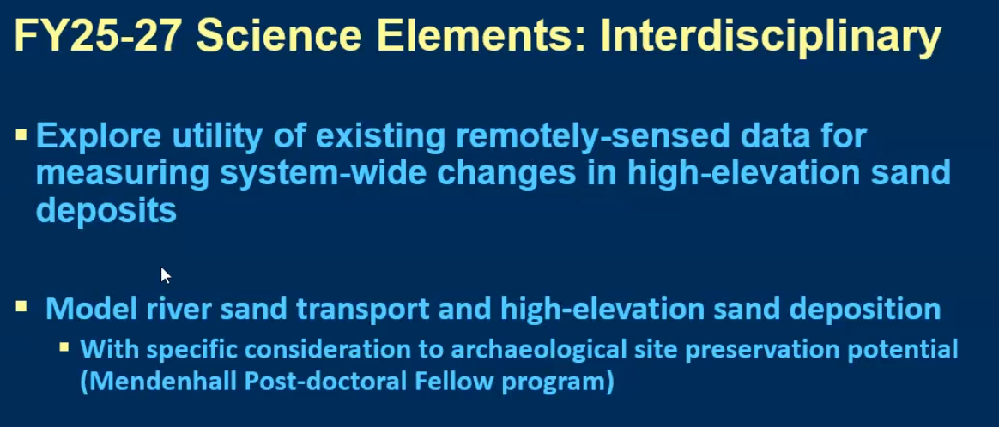 FY25-27 Science Elements: Interdisciplinary
Explore utility of existing remotely-sensed data for
measuring system-wide changes in high-elevation sand
deposits
Model river sand transport and high-elevation sand deposition
With specific consideration to archaeological site preservation potential
(Mendenhall Post-doctoral Fellow program)